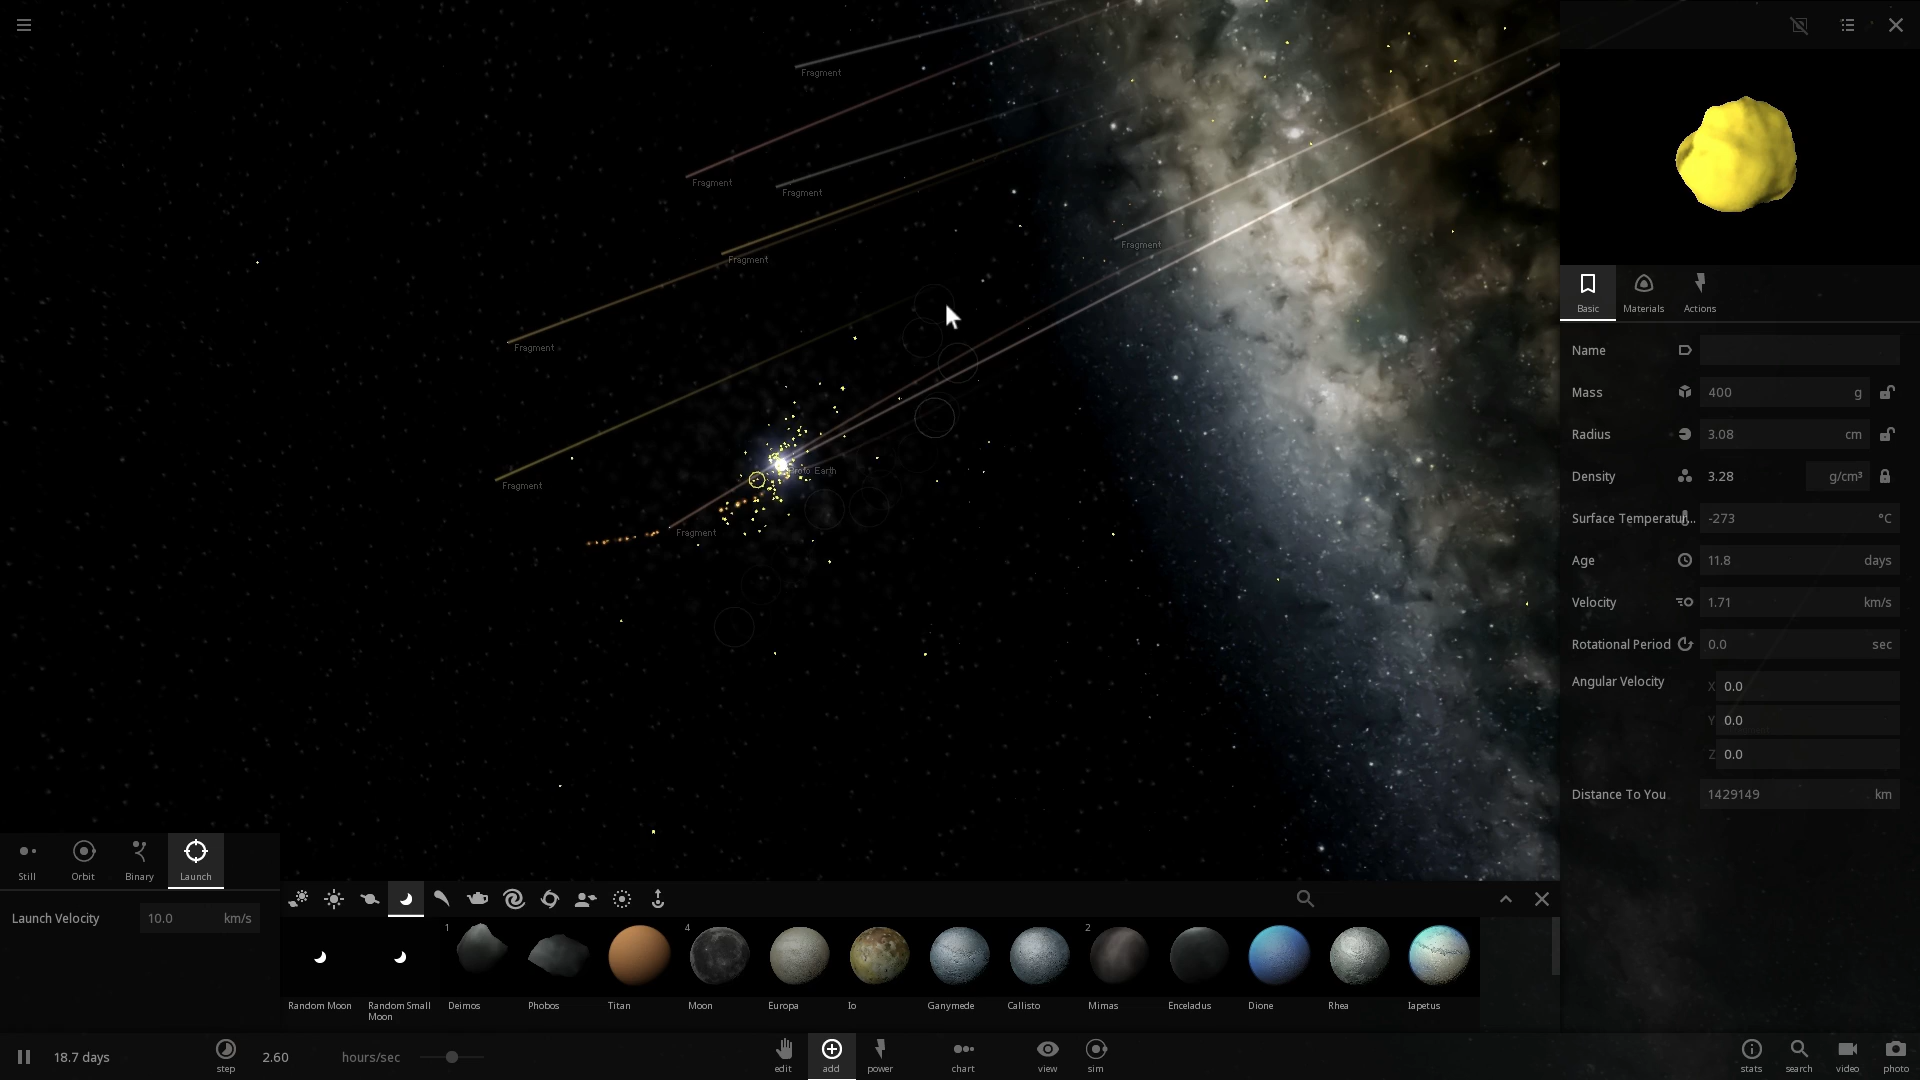 Fragment
Fragment
Fragment
Fragment
Fragment
Fragment
Fragment
Proto Earth
Fragment
Basic
Materials
Actions
Name
Mass 400 g
Radius 3.08 cm
Density 3.28 g/cm³
Surface Temperatur... -273 °C
Age 11.8 days
Velocity 1.71 km/s
Rotational Period 0.0 sec
Angular Velocity
X 0.0
Y 0.0
Z 0.0
Distance To You 1429149 km
Still
Orbit
Binary
Launch
Launch Velocity 10.0 km/s
1
4
2
Random Moon
Random Small
Moon
Deimos
Phobos
Titan
Moon
Europa
Io
Ganymede
Callisto
Mimas
Enceladus
Dione
Rhea
Iapetus
18.7 days
step
2.60 hours/sec
edit
add
power
chart
view
sim
stats
search
video
photo